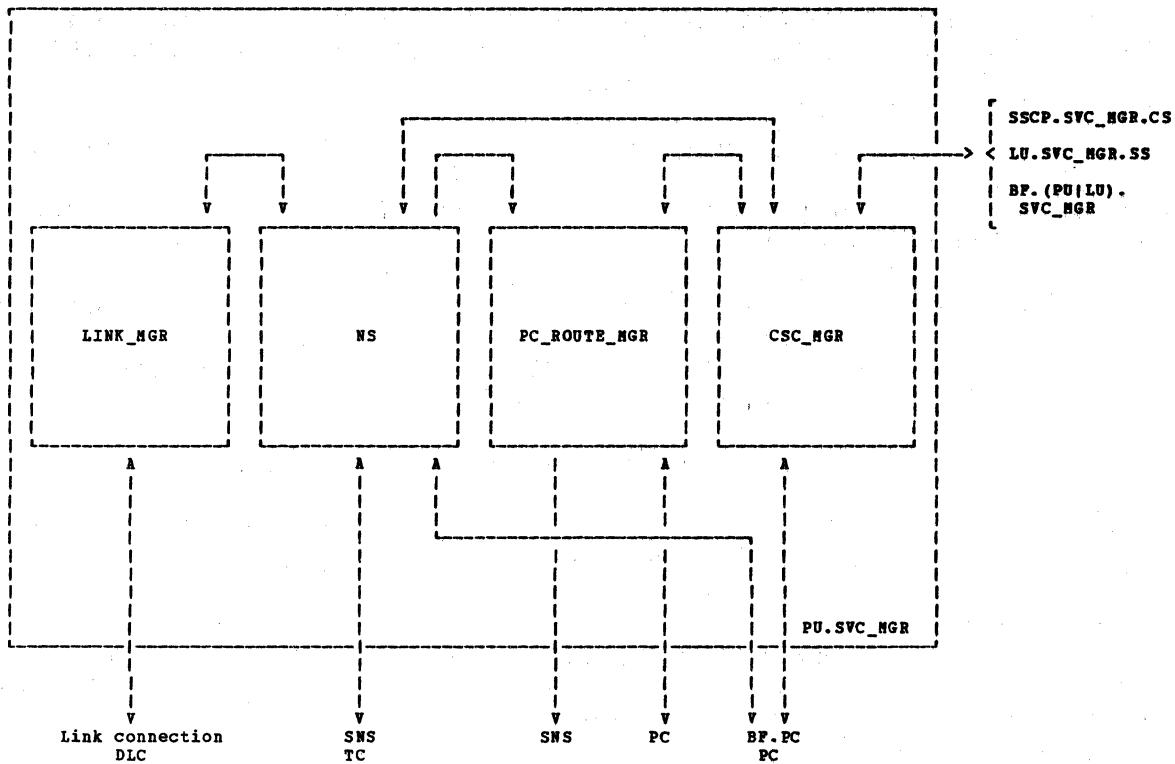 SSCP.SVC_MGR.CS
LU.SVC_MGR.SS
BF.(PU|LU).
SVC_MGR
LINK_MGR
NS
PC_ROUTE_MGR
CSC_MGR
PU.SVC_MGR
Link connection
DLC
SNS
TC
SNS
PC
BF.PC
PC